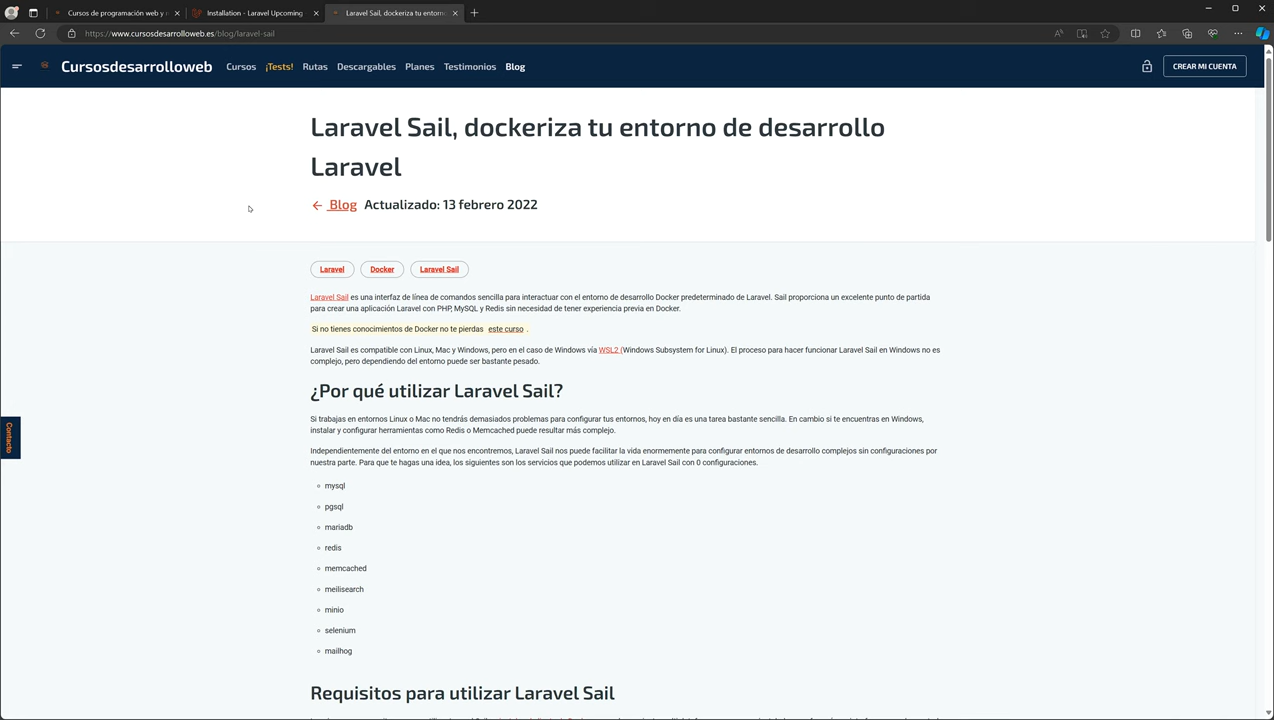 Cursos de programación web y
Installation - Laravel Upcoming
Laravel Sail, dockeriza tu entorno
https://www.cursosdesarrolloweb.es/blog/laravel-sail
Cursosdesarrolloweb
Cursos
¡Tests!
Rutas
Descargables
Planes
Testimonios
Blog
CREAR MI CUENTA
Laravel Sail, dockeriza tu entorno de desarrollo
Laravel
← Blog Actualizado: 13 febrero 2022
Laravel
Docker
Laravel Sail
Laravel Sail es una interfaz de línea de comandos sencilla para interactuar con el entorno de desarrollo Docker predeterminado de Laravel. Sail proporciona un excelente punto de partida
para crear una aplicación Laravel con PHP, MySQL y Redis sin necesidad de tener experiencia previa en Docker.
Si no tienes conocimientos de Docker no te pierdas este curso .
Laravel Sail es compatible con Linux, Mac y Windows, pero en el caso de Windows vía WSL2 (Windows Subsystem for Linux). El proceso para hacer funcionar Laravel Sail en Windows no es
complejo, pero dependiendo del entorno puede ser bastante pesado.
¿Por qué utilizar Laravel Sail?
Si trabajas en entornos Linux o Mac no tendrás demasiados problemas para configurar tus entornos, hoy en día es una tarea bastante sencilla. En cambio si te encuentras en Windows,
instalar y configurar herramientas como Redis o Memcached puede resultar más complejo.
Independientemente del entorno en el que nos encontremos, Laravel Sail nos puede facilitar la vida enormemente para configurar entornos de desarrollo complejos sin configuraciones por
nuestra parte. Para que te hagas una idea, los siguientes son los servicios que podemos utilizar en Laravel Sail con 0 configuraciones.
Contacto
mysql
pgsql
mariadb
redis
memcached
meilisearch
minio
selenium
mailhog
Requisitos para utilizar Laravel Sail